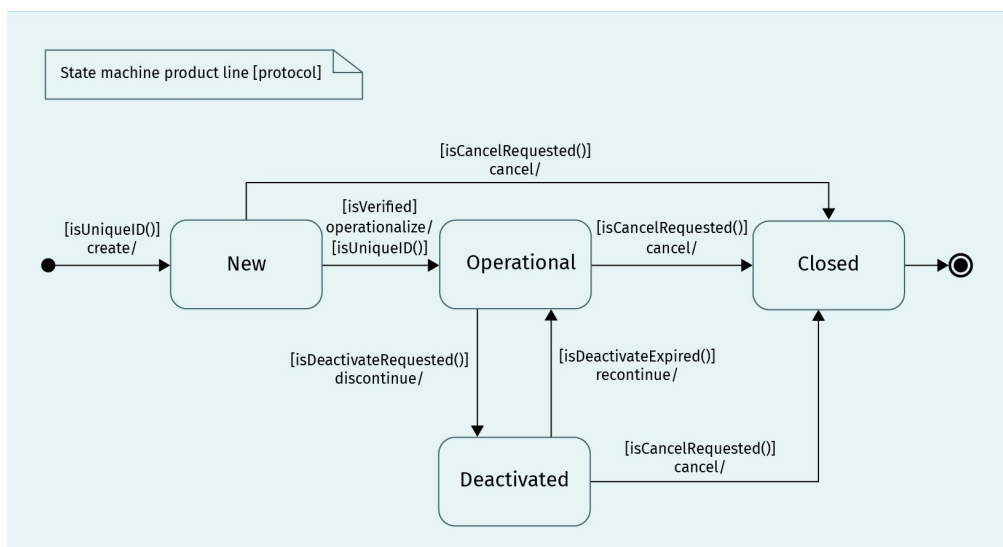 State machine product line [protocol]
[isCancelRequested()]
cancel/
[isUniqueID()]
create/
New
[isVerified]
operationalize/
[isUniqueID()]
Operational
[isCancelRequested()]
cancel/
Closed
[isDeactivateRequested()]
discontinue/
[isDeactivateExpired()]
recontinue/
Deactivated
[isCancelRequested()]
cancel/